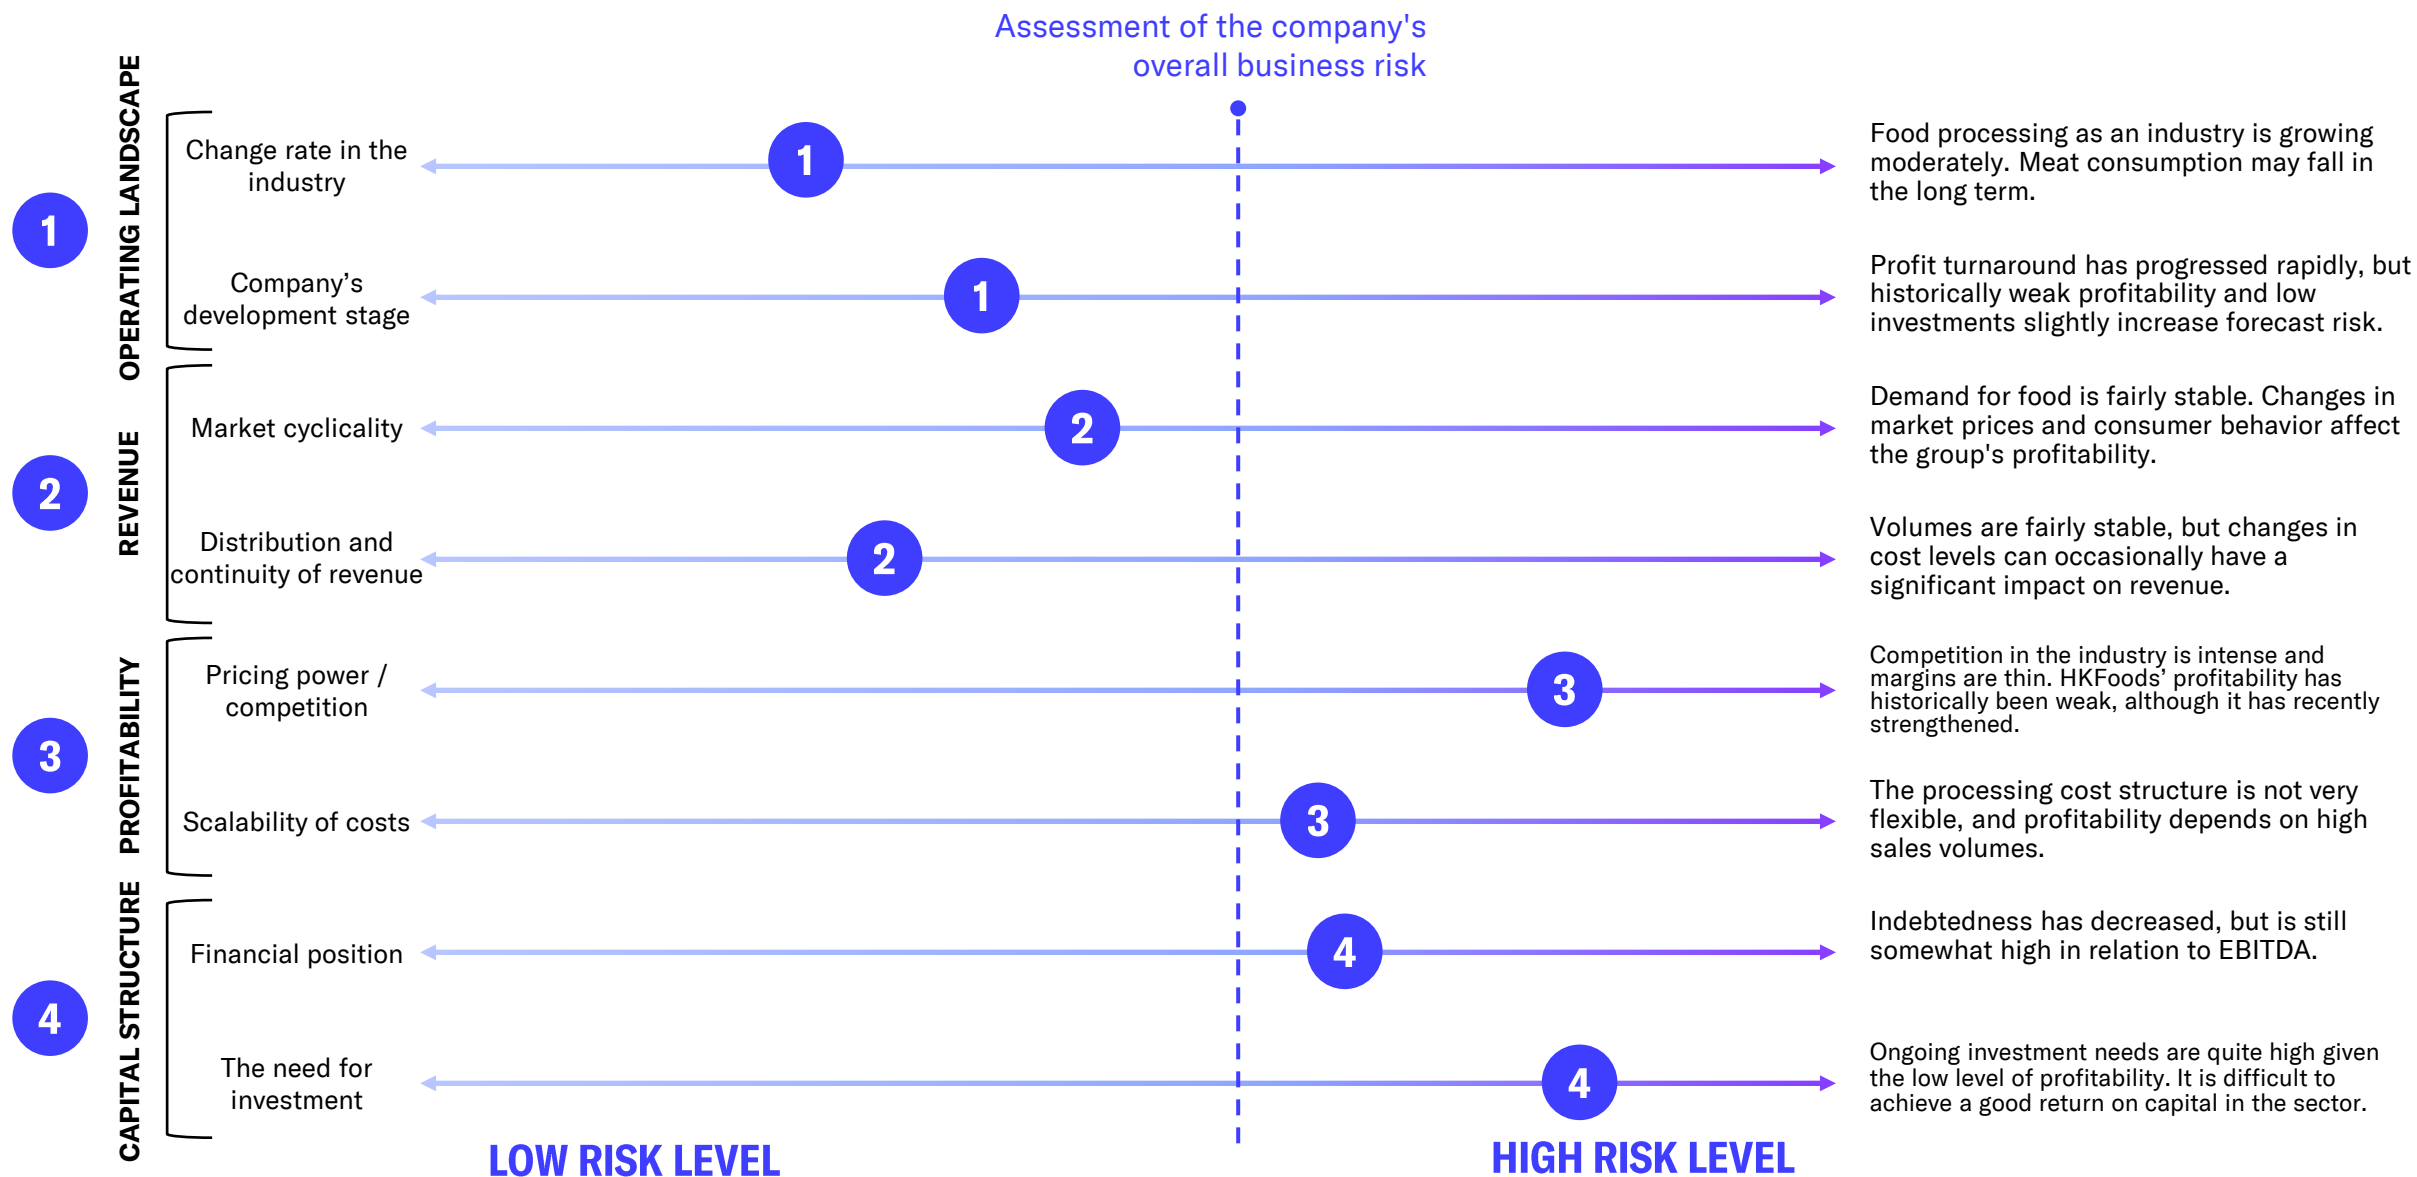 Assessment of the company's
overall business risk
1
OPERATING LANDSCAPE
Change rate in the
industry
1
Food processing as an industry is growing
moderately. Meat consumption may fall in
the long term.
Company’s
development stage
1
Profit turnaround has progressed rapidly, but
historically weak profitability and low
investments slightly increase forecast risk.
2
REVENUE
Market cyclicality
2
Demand for food is fairly stable. Changes in
market prices and consumer behavior affect
the group's profitability.
Distribution and
continuity of revenue
2
Volumes are fairly stable, but changes in
cost levels can occasionally have a
significant impact on revenue.
3
PROFITABILITY
Pricing power /
competition
3
Competition in the industry is intense and
margins are thin. HKFoods’ profitability has
historically been weak, although it has recently
strengthened.
Scalability of costs
3
The processing cost structure is not very
flexible, and profitability depends on high
sales volumes.
4
CAPITAL STRUCTURE
Financial position
4
Indebtedness has decreased, but is still
somewhat high in relation to EBITDA.
The need for
investment
4
Ongoing investment needs are quite high given
the low level of profitability. It is difficult to
achieve a good return on capital in the sector.
LOW RISK LEVEL
HIGH RISK LEVEL